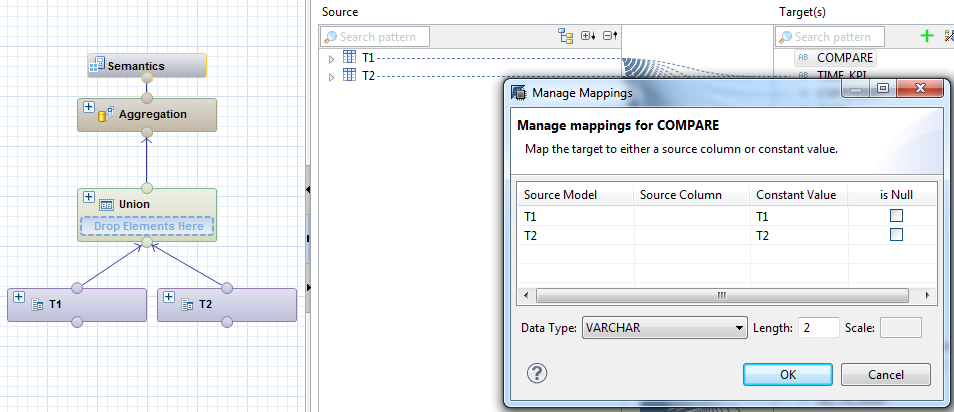 Semantics
Aggregation
Union
Drop Elements Here
T1
T2
Source
Target(s)
Search pattern
Search pattern
T1
T2
COMPARE
TIME_KPI
Manage Mappings
Manage mappings for COMPARE
Map the target to either a source column or constant value.
Source Model Source Column Constant Value is Null
T1 T1
T2 T2
Data Type: VARCHAR Length: 2 Scale:
OK Cancel